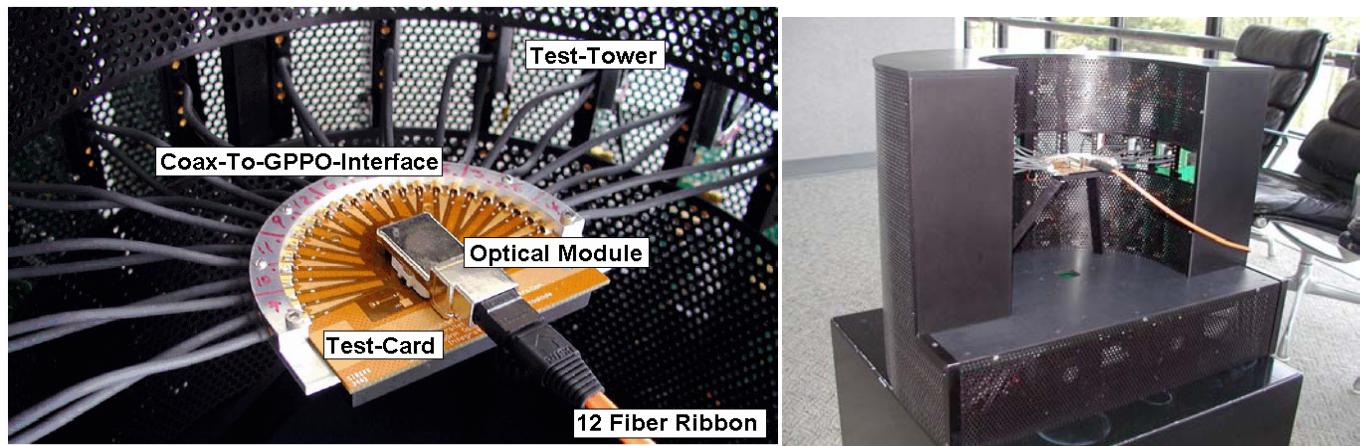 Test-Tower
Coax-To-GPPO-Interface
Optical Module
Test-Card
12 Fiber Ribbon